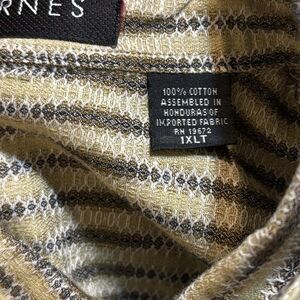 RNES
100% COTTON
ASSEMBLED IN
HONDURAS OF
IMPORTED FABRIC
RN 19672
1XLT